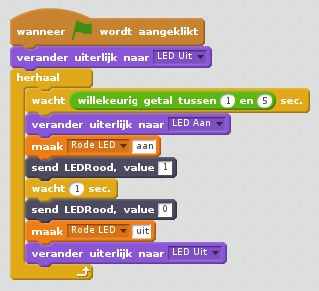 wanneer wordt aangeklikt
verander uiterlijk naar LED Uit
herhaal
wacht willekeurig getal tussen 1 en 5 sec.
verander uiterlijk naar LED Aan
maak Rode LED aan
send LEDRood, value 1
wacht 1 sec.
send LEDRood, value 0
maak Rode LED uit
verander uiterlijk naar LED Uit